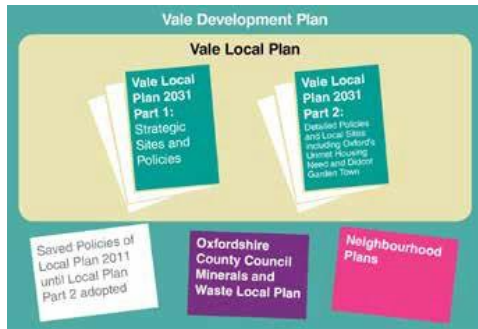 Vale Development Plan
Vale Local Plan
Vale Local
Plan 2031
Part 1:
Strategic
Sites and
Policies
Vale Local
Plan 2031
Part 2:
Detailed Policies
and Local Sites
including Oxford's
Unmet Housing
Need and Didcot
Garden Town
Saved Policies of
Local Plan 2011
until Local Plan
Part 2 adopted
Oxfordshire
County Council
Minerals and
Waste Local Plan
Neighbourhood
Plans